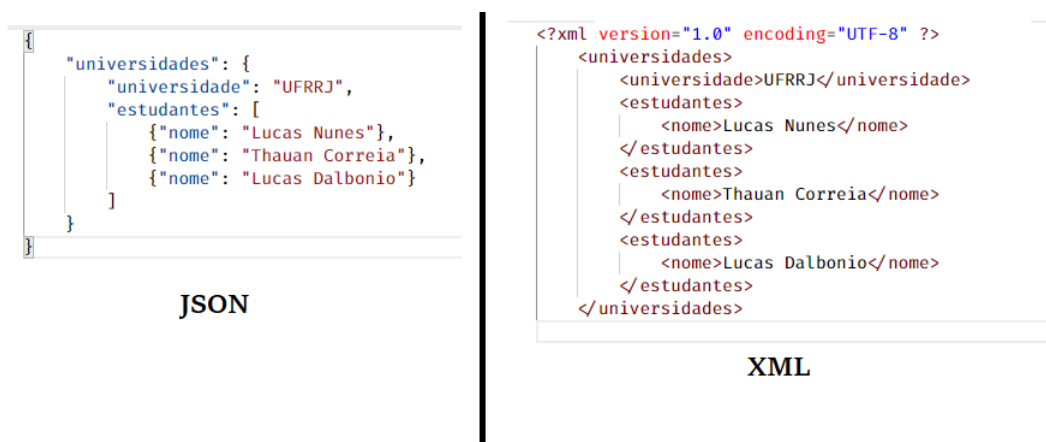 {
    "universidades": {
        "universidade": "UFRRJ",
        "estudantes": [
            {"nome": "Lucas Nunes"},
            {"nome": "Thauan Correia"},
            {"nome": "Lucas Dalbonio"}
        ]
    }
}
JSON
<?xml version="1.0" encoding="UTF-8" ?>
    <universidades>
        <universidade>UFRRJ</universidade>
        <estudantes>
            <nome>Lucas Nunes</nome>
        </estudantes>
        <estudantes>
            <nome>Thauan Correia</nome>
        </estudantes>
        <estudantes>
            <nome>Lucas Dalbonio</nome>
        </estudantes>
    </universidades>
XML